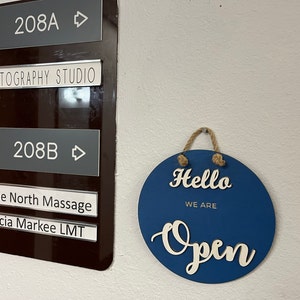 208A
TOGRAPHY STUDIO
208B
e North Massage
cia Markee LMT
Hello
WE ARE
Open